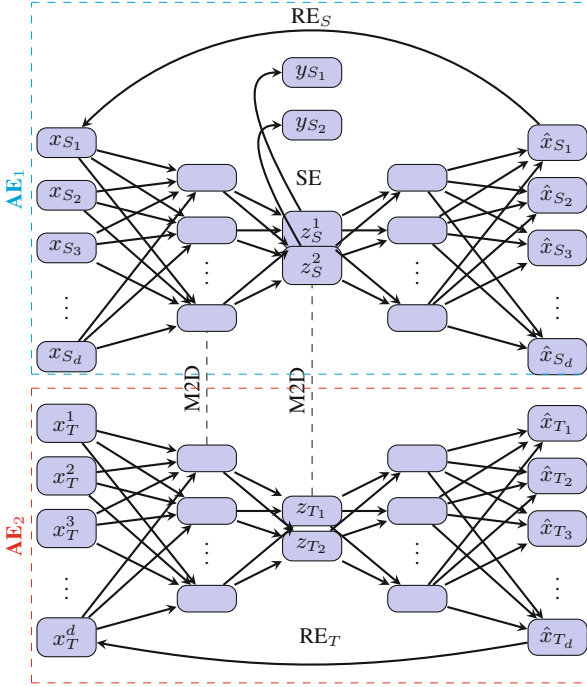 RE_S
y_{S_1}
y_{S_2}
SE
AE_1
x_{S_1}
x_{S_2}
x_{S_3}
⋮
x_{S_d}
⋮
z_S^1
z_S^2
⋮
x̂_{S_1}
x̂_{S_2}
x̂_{S_3}
⋮
x̂_{S_d}
M2D
M2D
AE_2
x_T^1
x_T^2
x_T^3
⋮
x_T^d
⋮
z_{T_1}
z_{T_2}
⋮
x̂_{T_1}
x̂_{T_2}
x̂_{T_3}
⋮
x̂_{T_d}
RE_T